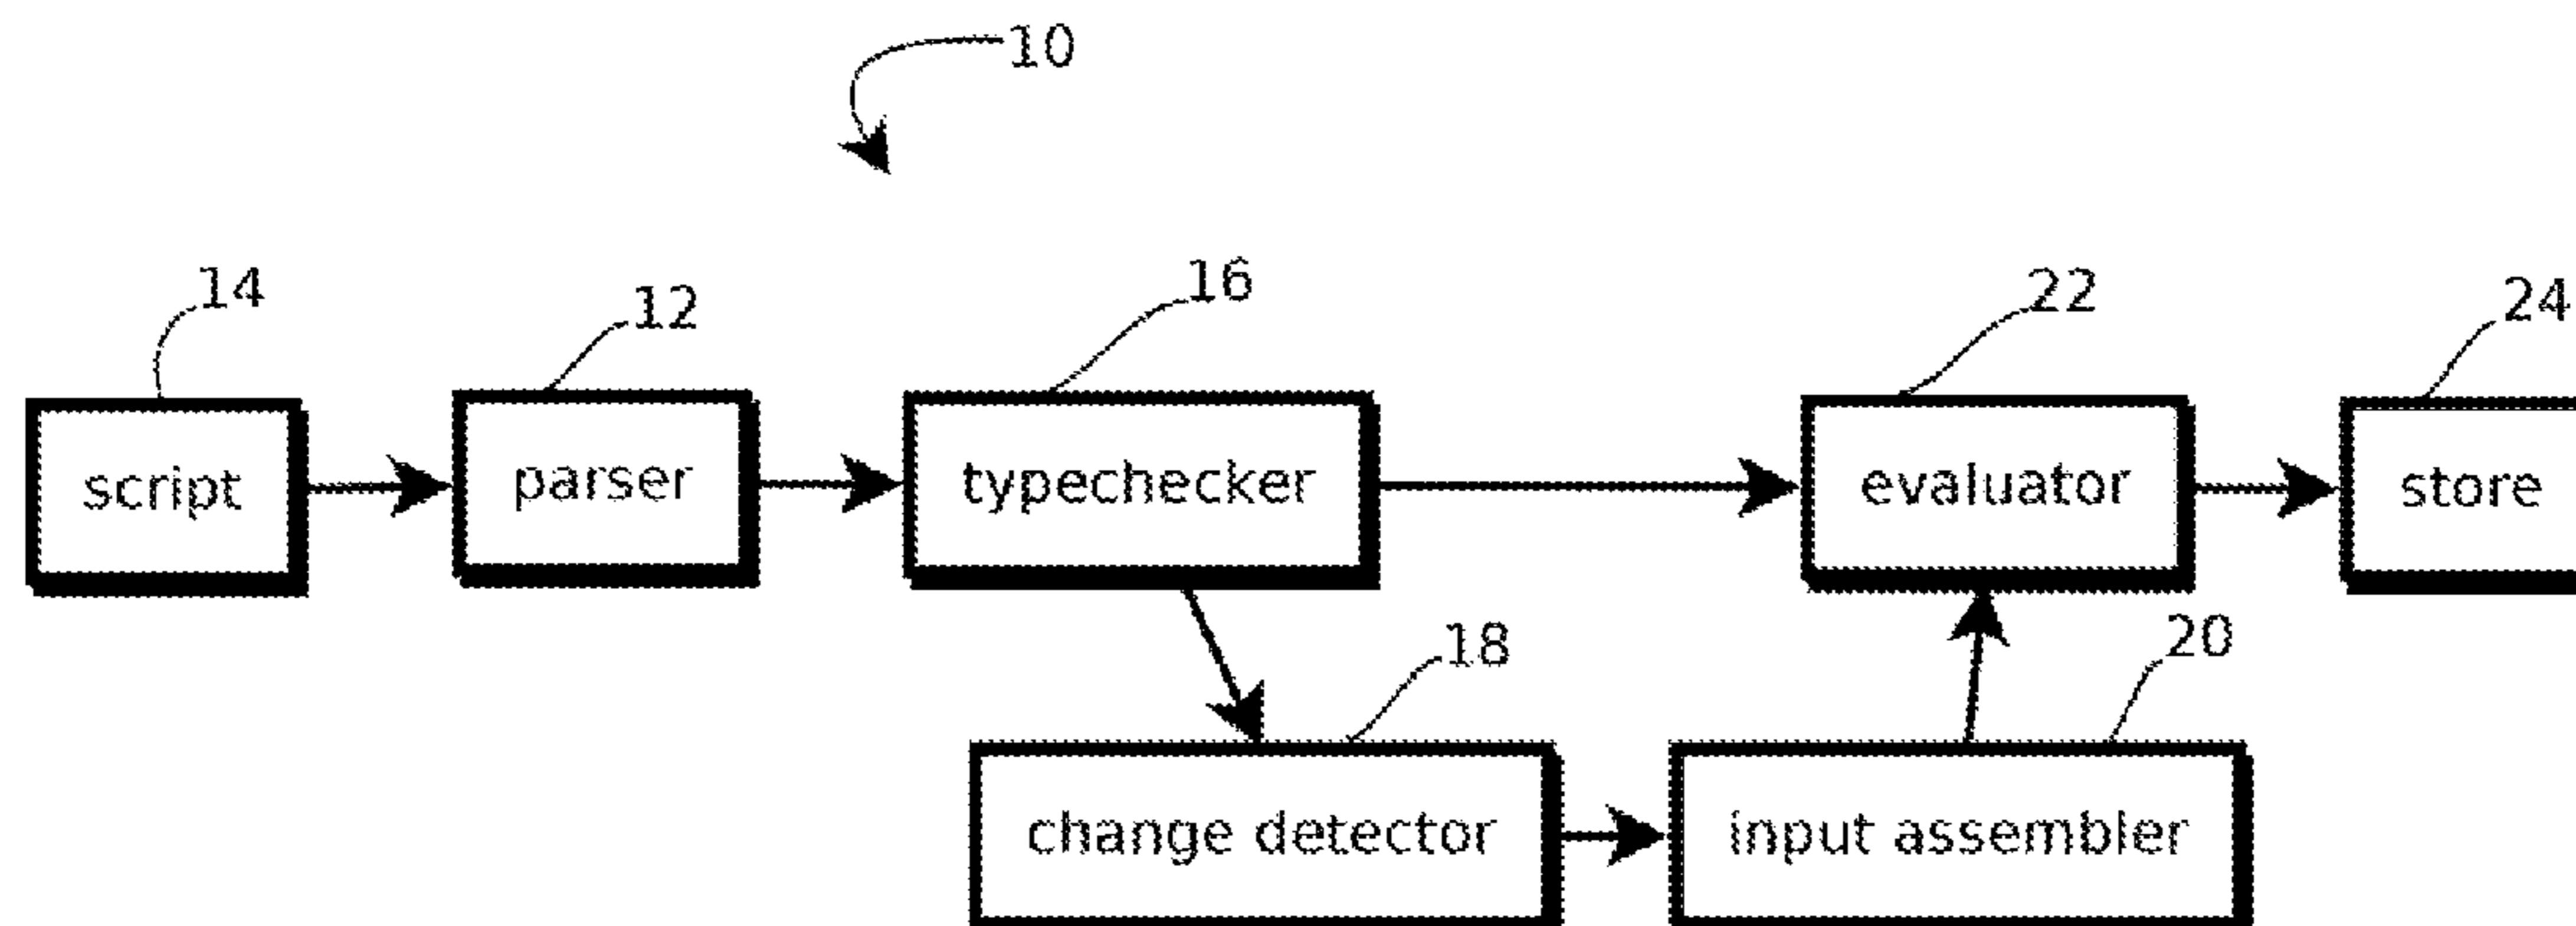 10
14
12
16
22
24
script
parser
typechecker
evaluator
store
18
20
change detector
input assembler